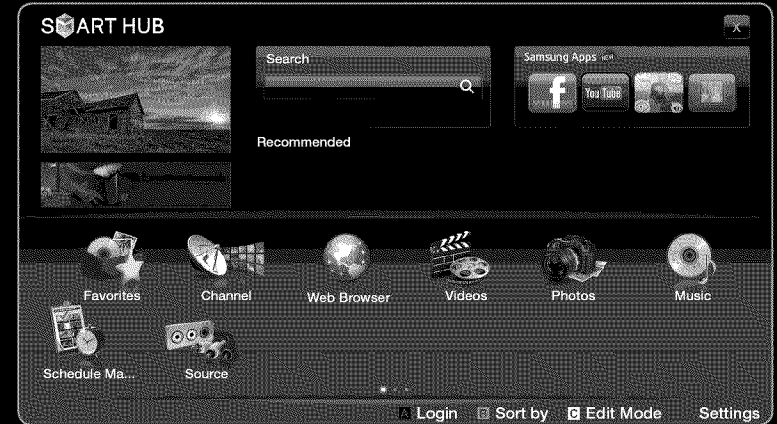 SMART HUB
X
Search
Samsung Apps NEW
f
You Tube
Recommended
Favorites
Channel
Web Browser
Videos
Photos
Music
Schedule Ma...
Source
A Login
Sort by
C Edit Mode
Settings